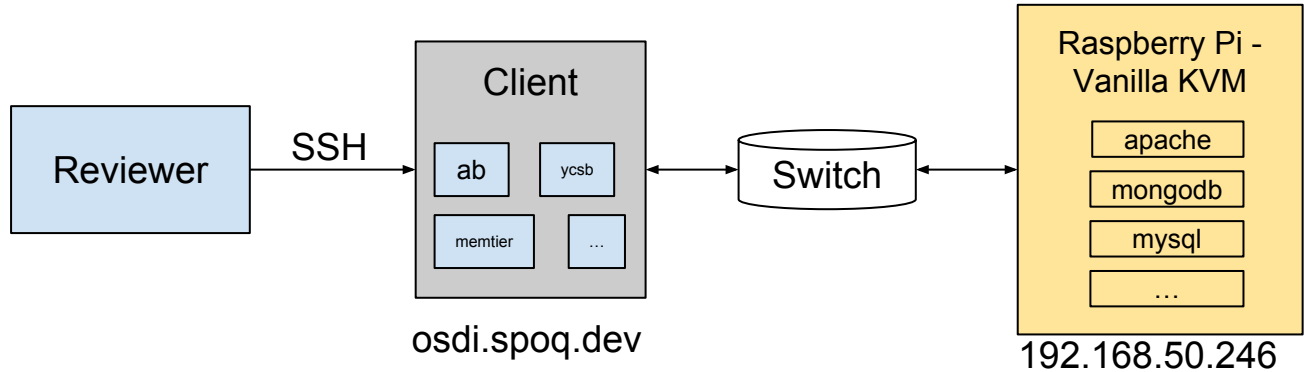 Reviewer
SSH
Client
ab
ycsb
memtier
...
osdi.spoq.dev
Switch
Raspberry Pi -
Vanilla KVM
apache
mongodb
mysql
...
192.168.50.246